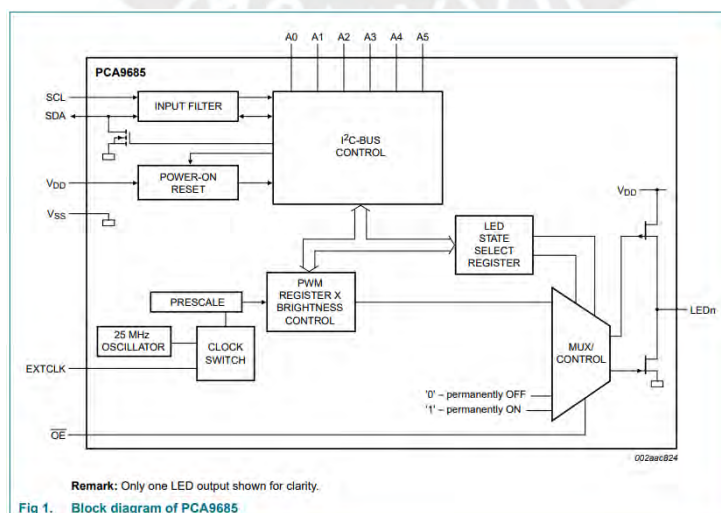 A0 A1 A2 A3 A4 A5
PCA9685
SCL
SDA
INPUT FILTER
I²C-BUS
CONTROL
VDD
POWER-ON
RESET
VSS
VDD
LED
STATE
SELECT
REGISTER
PWM
REGISTER X
BRIGHTNESS
CONTROL
PRESCALE
25 MHz
OSCILLATOR
CLOCK
SWITCH
MUX/
CONTROL
LEDn
EXTCLK
'0' – permanently OFF
'1' – permanently ON
OE
002aac824
Remark: Only one LED output shown for clarity.
Fig 1. Block diagram of PCA9685